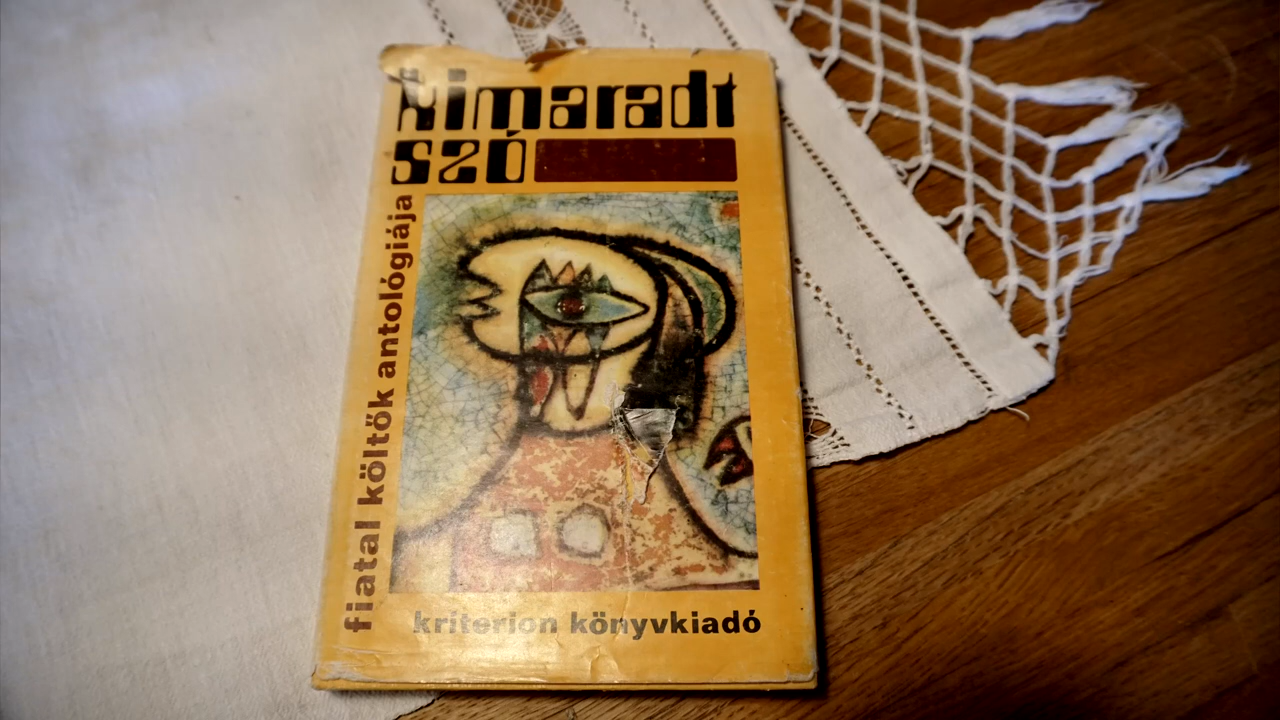 kimaradt
szó
fiatal költők antológiája
kriterion könyvkiadó